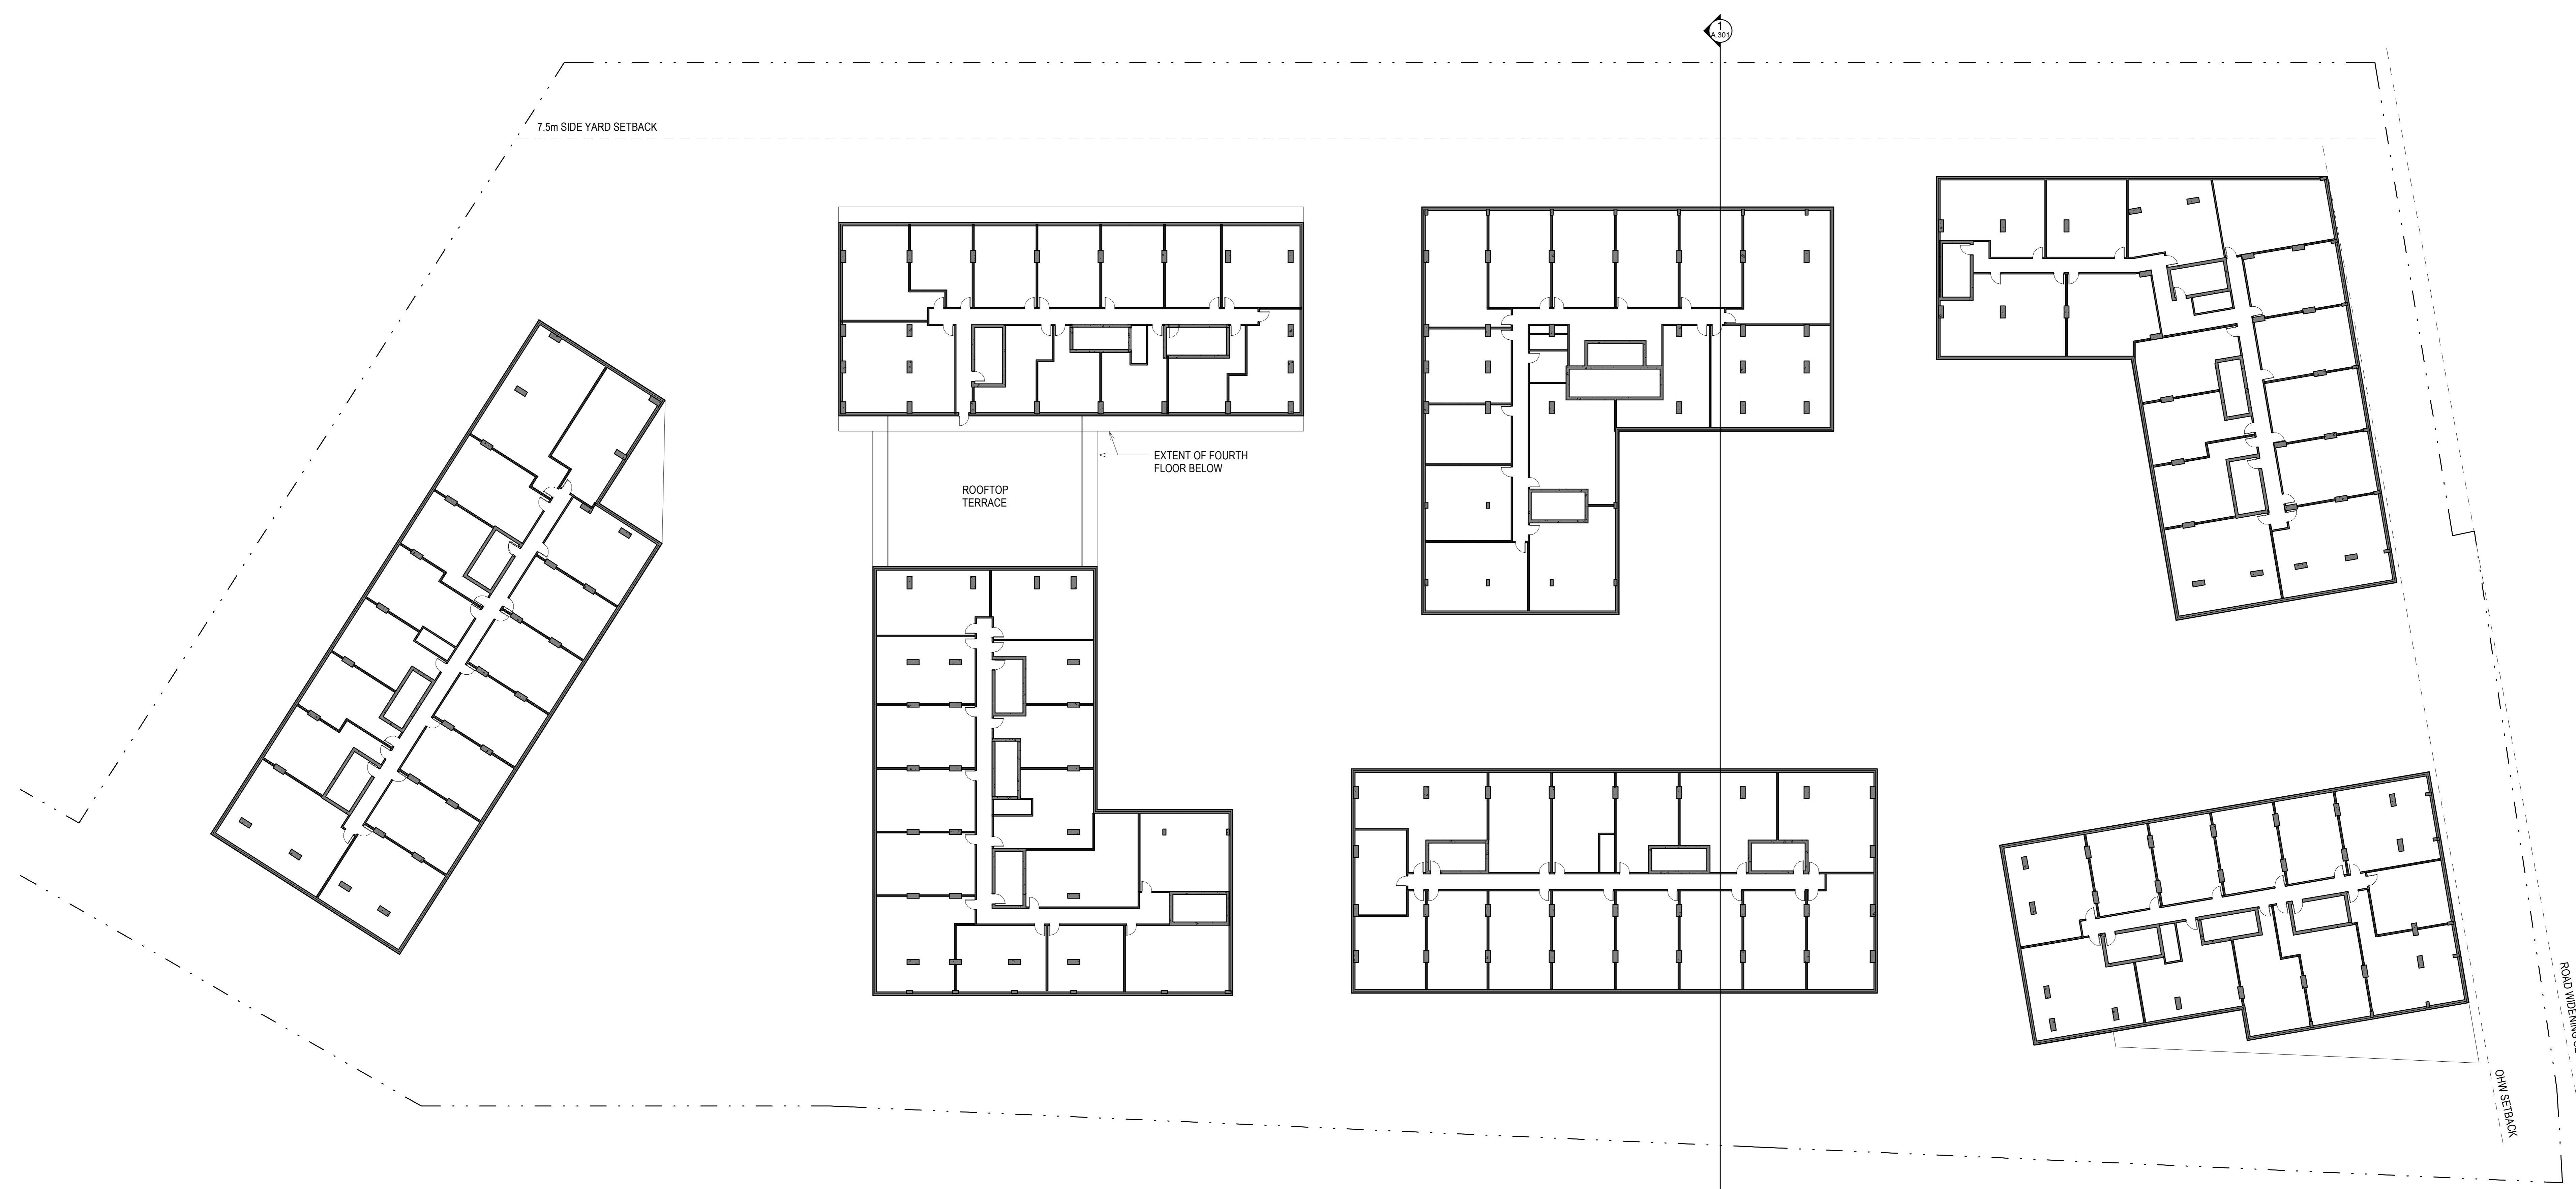 1
A.301
7.5m SIDE YARD SETBACK
EXTENT OF FOURTH
FLOOR BELOW
ROOFTOP
TERRACE
ROAD WIDENING
OHW SETBACK